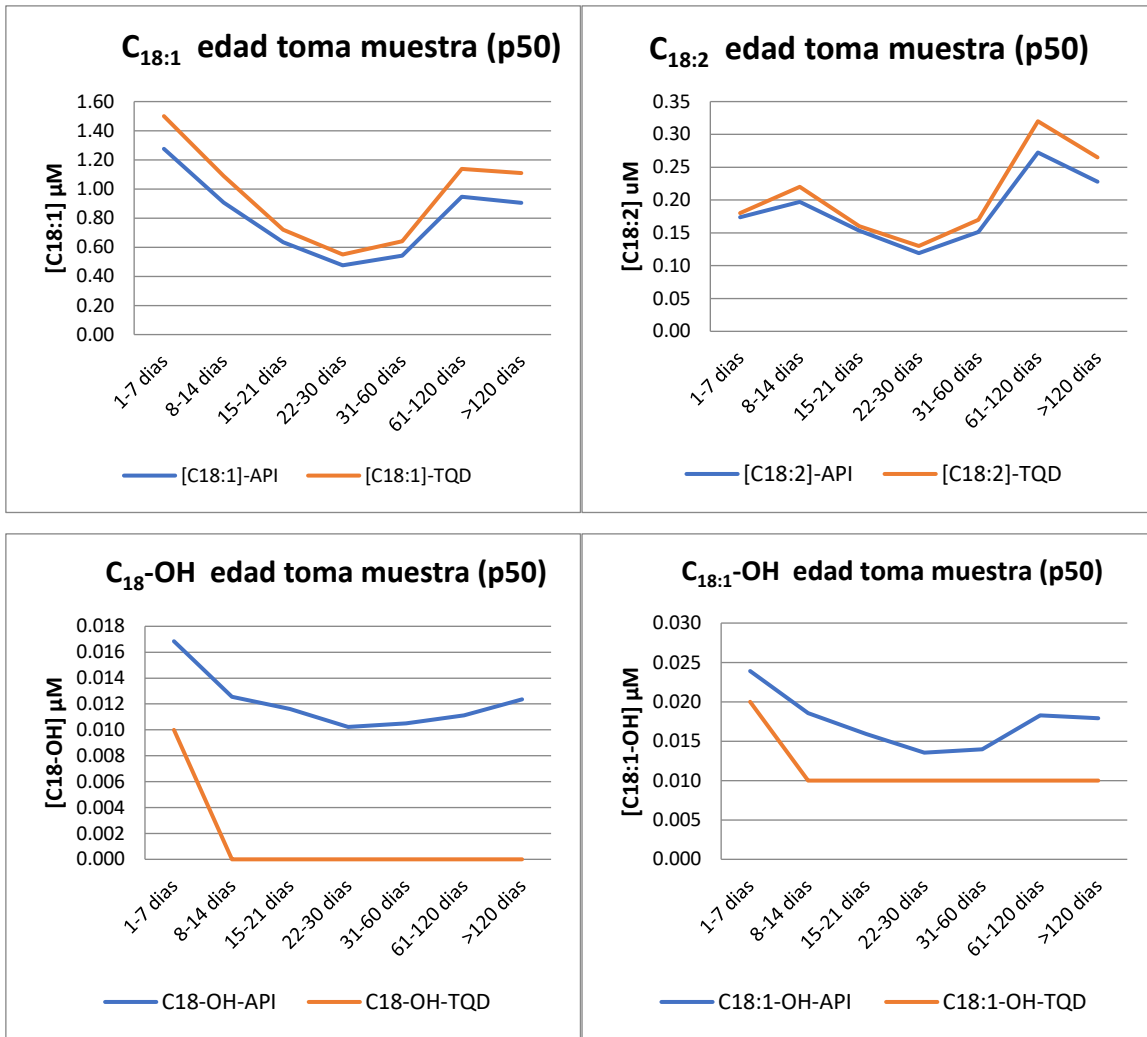 C18:1 edad toma muestra (p50)
[C18:1] µM
1.60
1.40
1.20
1.00
0.80
0.60
0.40
0.20
0.00
1-7 dias
8-14 dias
15-21 dias
22-30 dias
31-60 dias
61-120 dias
>120 dias
[C18:1]-API
[C18:1]-TQD
C18:2 edad toma muestra (p50)
[C18:2] uM
0.35
0.30
0.25
0.20
0.15
0.10
0.05
0.00
1-7 dias
8-14 dias
15-21 dias
22-30 dias
31-60 dias
61-120 dias
>120 dias
[C18:2]-API
[C18:2]-TQD
C18-OH edad toma muestra (p50)
[C18-OH] µM
0.018
0.016
0.014
0.012
0.010
0.008
0.006
0.004
0.002
0.000
1-7 dias
8-14 dias
15-21 dias
22-30 dias
31-60 dias
61-120 dias
>120 dias
C18-OH-API
C18-OH-TQD
C18:1-OH edad toma muestra (p50)
[C18:1-OH] µM
0.030
0.025
0.020
0.015
0.010
0.005
0.000
1-7 dias
8-14 dias
15-21 dias
22-30 dias
31-60 dias
61-120 dias
>120 dias
C18:1-OH-API
C18:1-OH-TQD